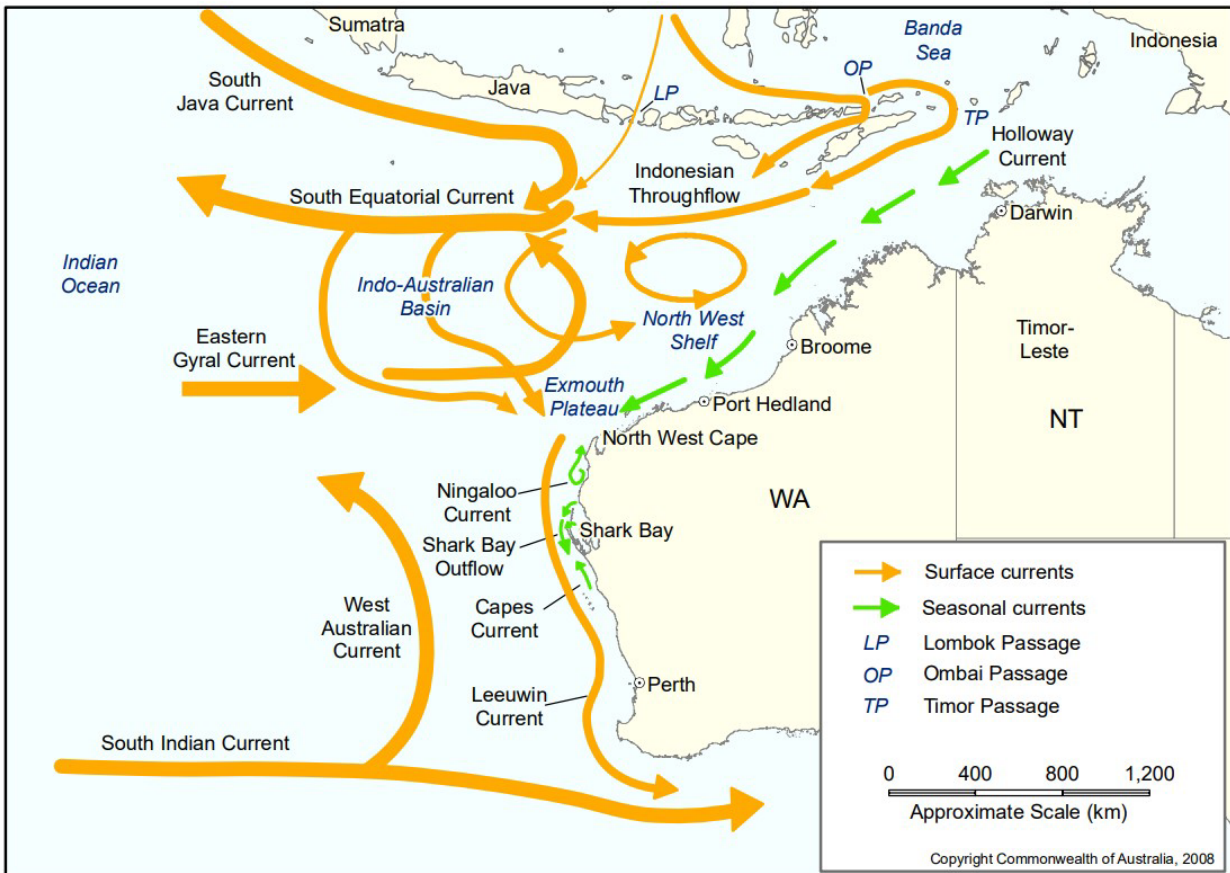 Sumatra
Banda
Sea
Indonesia
South
Java Current
Java
LP
OP
TP
Holloway
Current
Indonesian
Throughflow
South Equatorial Current
Darwin
Indian
Ocean
Indo-Australian
Basin
North West
Shelf
Timor-
Leste
Eastern
Gyral Current
Broome
Exmouth
Plateau
Port Hedland
NT
North West Cape
Ningaloo
Current
WA
Shark Bay
Shark Bay
Outflow
Capes
Current
West
Australian
Current
Leeuwin
Current
Perth
South Indian Current
Surface currents
Seasonal currents
LP Lombok Passage
OP Ombai Passage
TP Timor Passage
0 400 800 1,200
Approximate Scale (km)
Copyright Commonwealth of Australia, 2008